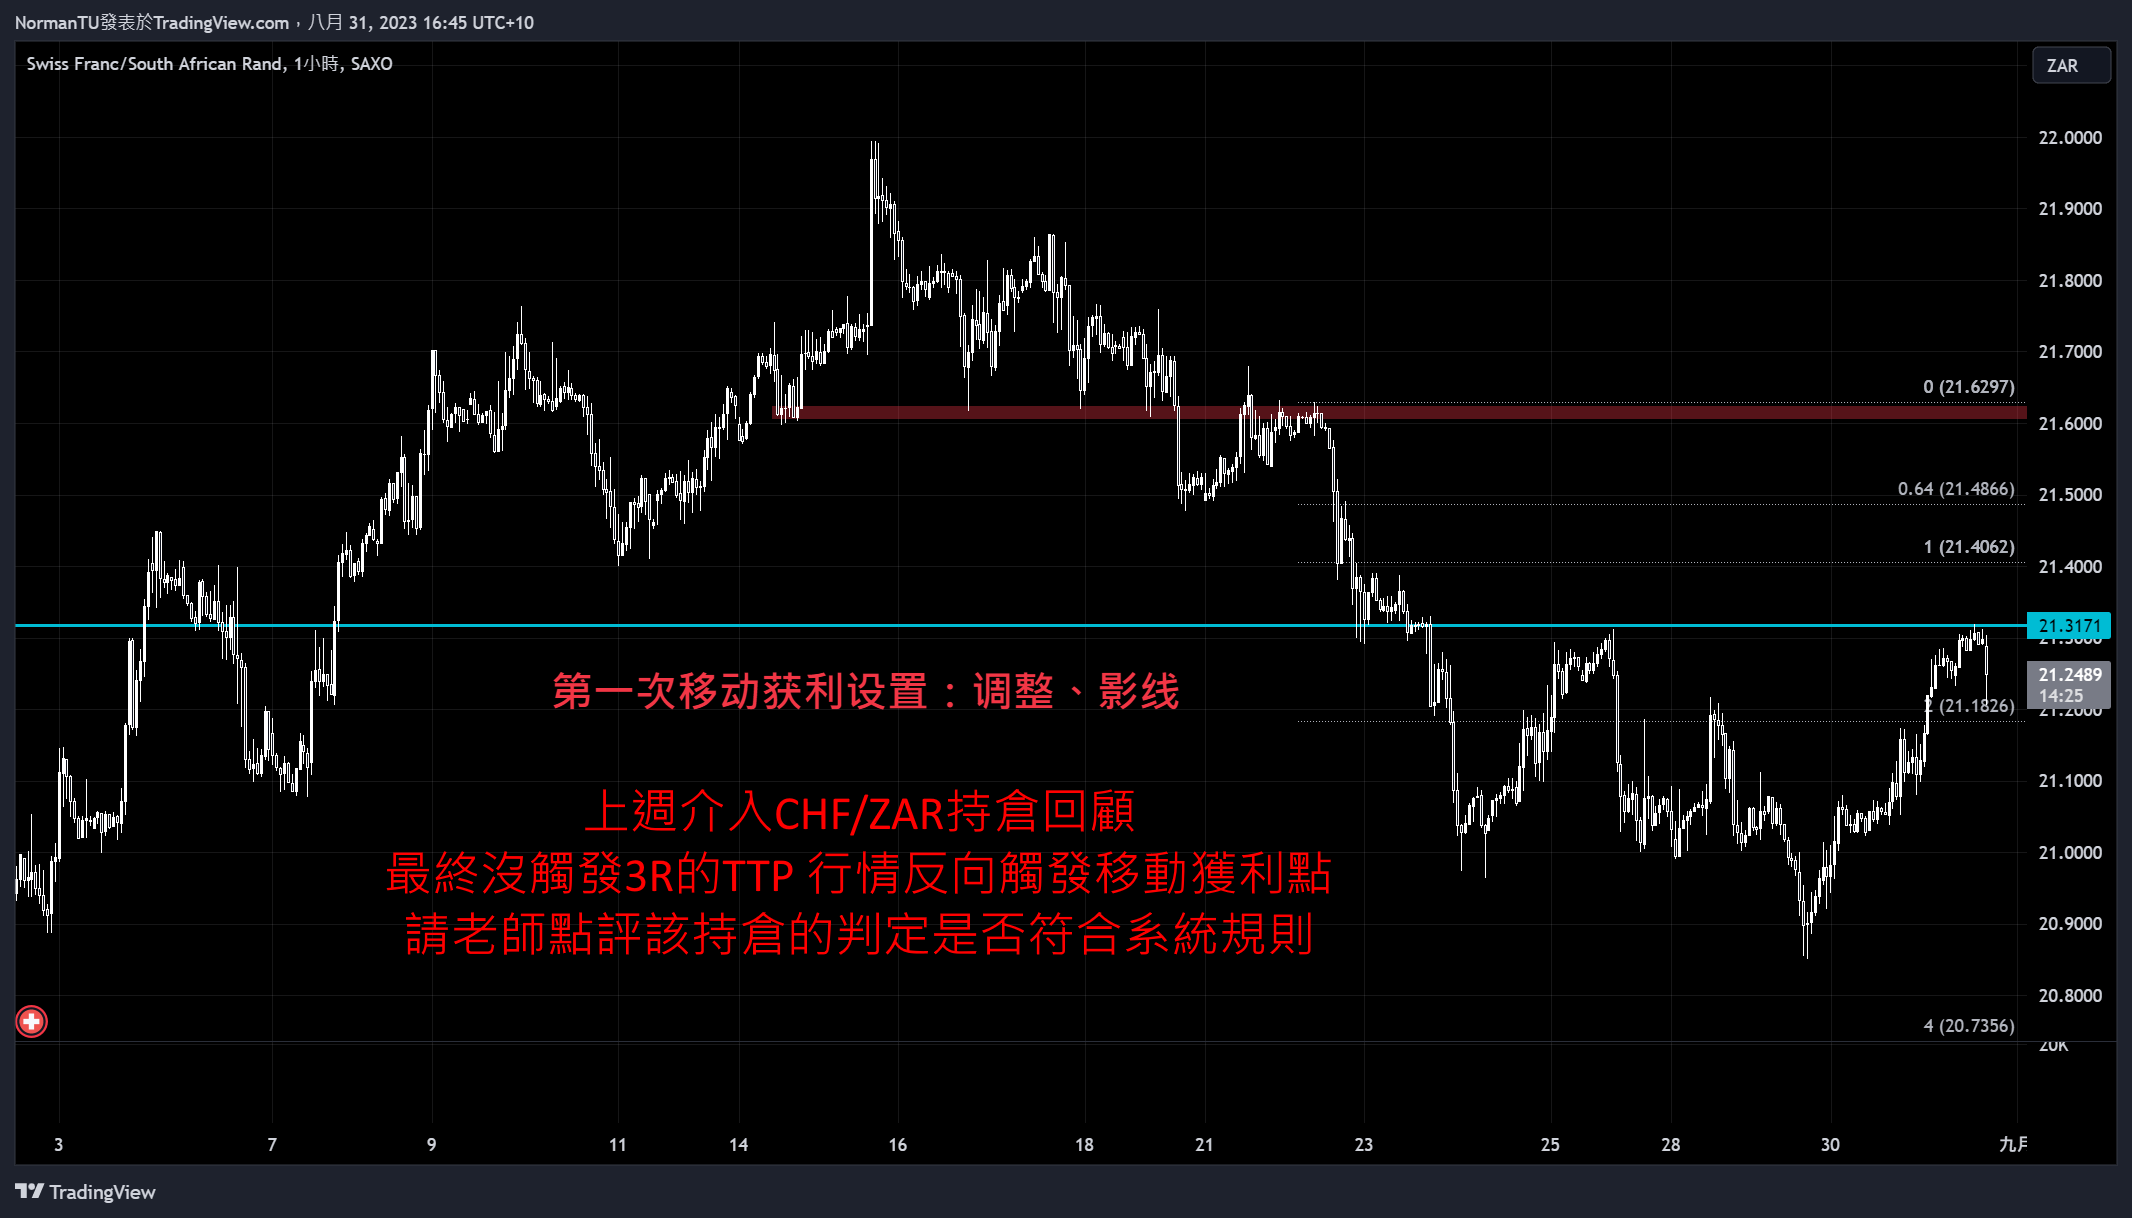 NormanTU發表於TradingView.com，八月 31, 2023 16:45 UTC+10
Swiss Franc/South African Rand, 1小時, SAXO
ZAR
22.0000
21.9000
21.8000
21.7000
0 (21.6297)
21.6000
0.64 (21.4866)
21.5000
1 (21.4062)
21.4000
21.3171
21.3000
21.2489
14:25
2 (21.1826)
21.2000
第一次移动获利设置：调整、影线
21.1000
上週介入CHF/ZAR持倉回顧
21.0000
最終沒觸發3R的TTP 行情反向觸發移動獲利點
20.9000
請老師點評該持倉的判定是否符合系統規則
20.8000
4 (20.7356)
20K
3 7 9 11 14 16 18 21 23 25 28 30 九月
TradingView